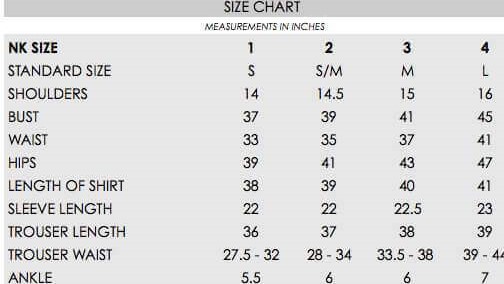 SIZE CHART
MEASUREMENTS IN INCHES
NK SIZE 1 2 3 4
STANDARD SIZE S S/M M L
SHOULDERS 14 14.5 15 16
BUST 37 39 41 45
WAIST 33 35 37 41
HIPS 39 41 43 47
LENGTH OF SHIRT 38 39 40 41
SLEEVE LENGTH 22 22 22.5 23
TROUSER LENGTH 36 37 38 39
TROUSER WAIST 27.5 - 32 28 - 34 33.5 - 38 39 - 44
ANKLE 5.5 6 6 7